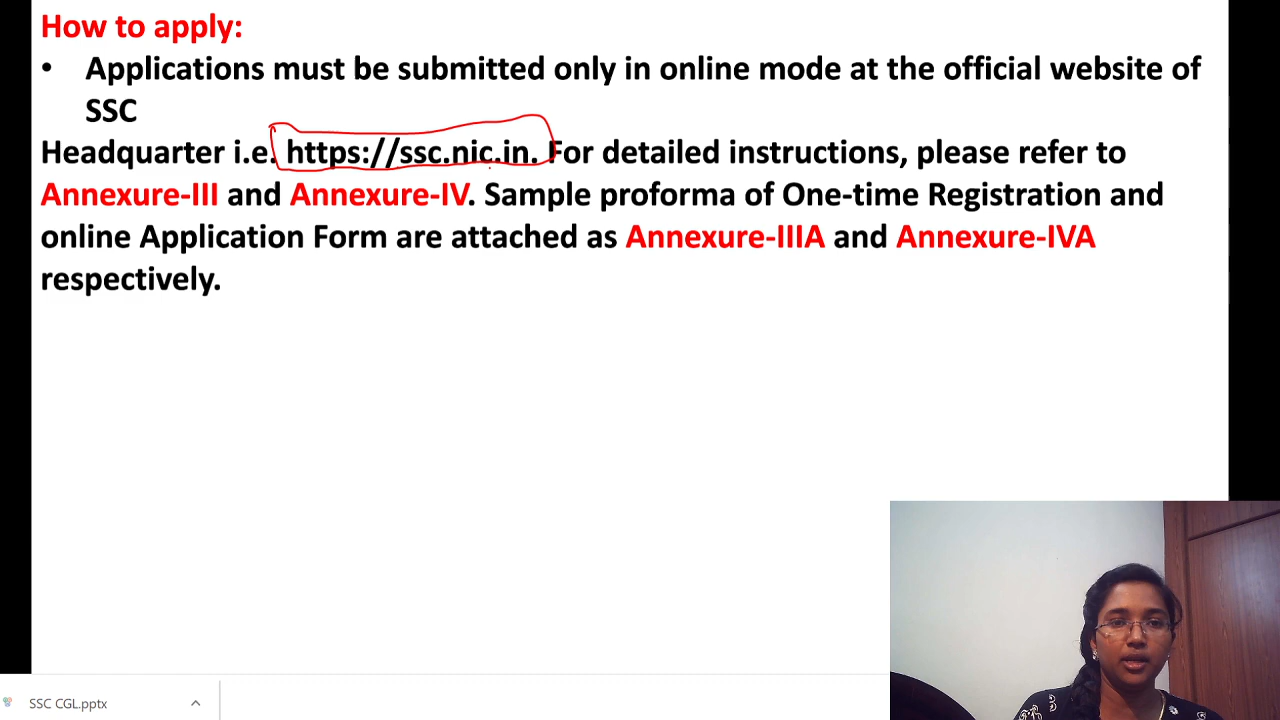 How to apply:
• Applications must be submitted only in online mode at the official website of
SSC
Headquarter i.e. https://ssc.nic.in. For detailed instructions, please refer to
Annexure-III and Annexure-IV. Sample proforma of One-time Registration and
online Application Form are attached as Annexure-IIIA and Annexure-IVA
respectively.
SSC CGL.pptx